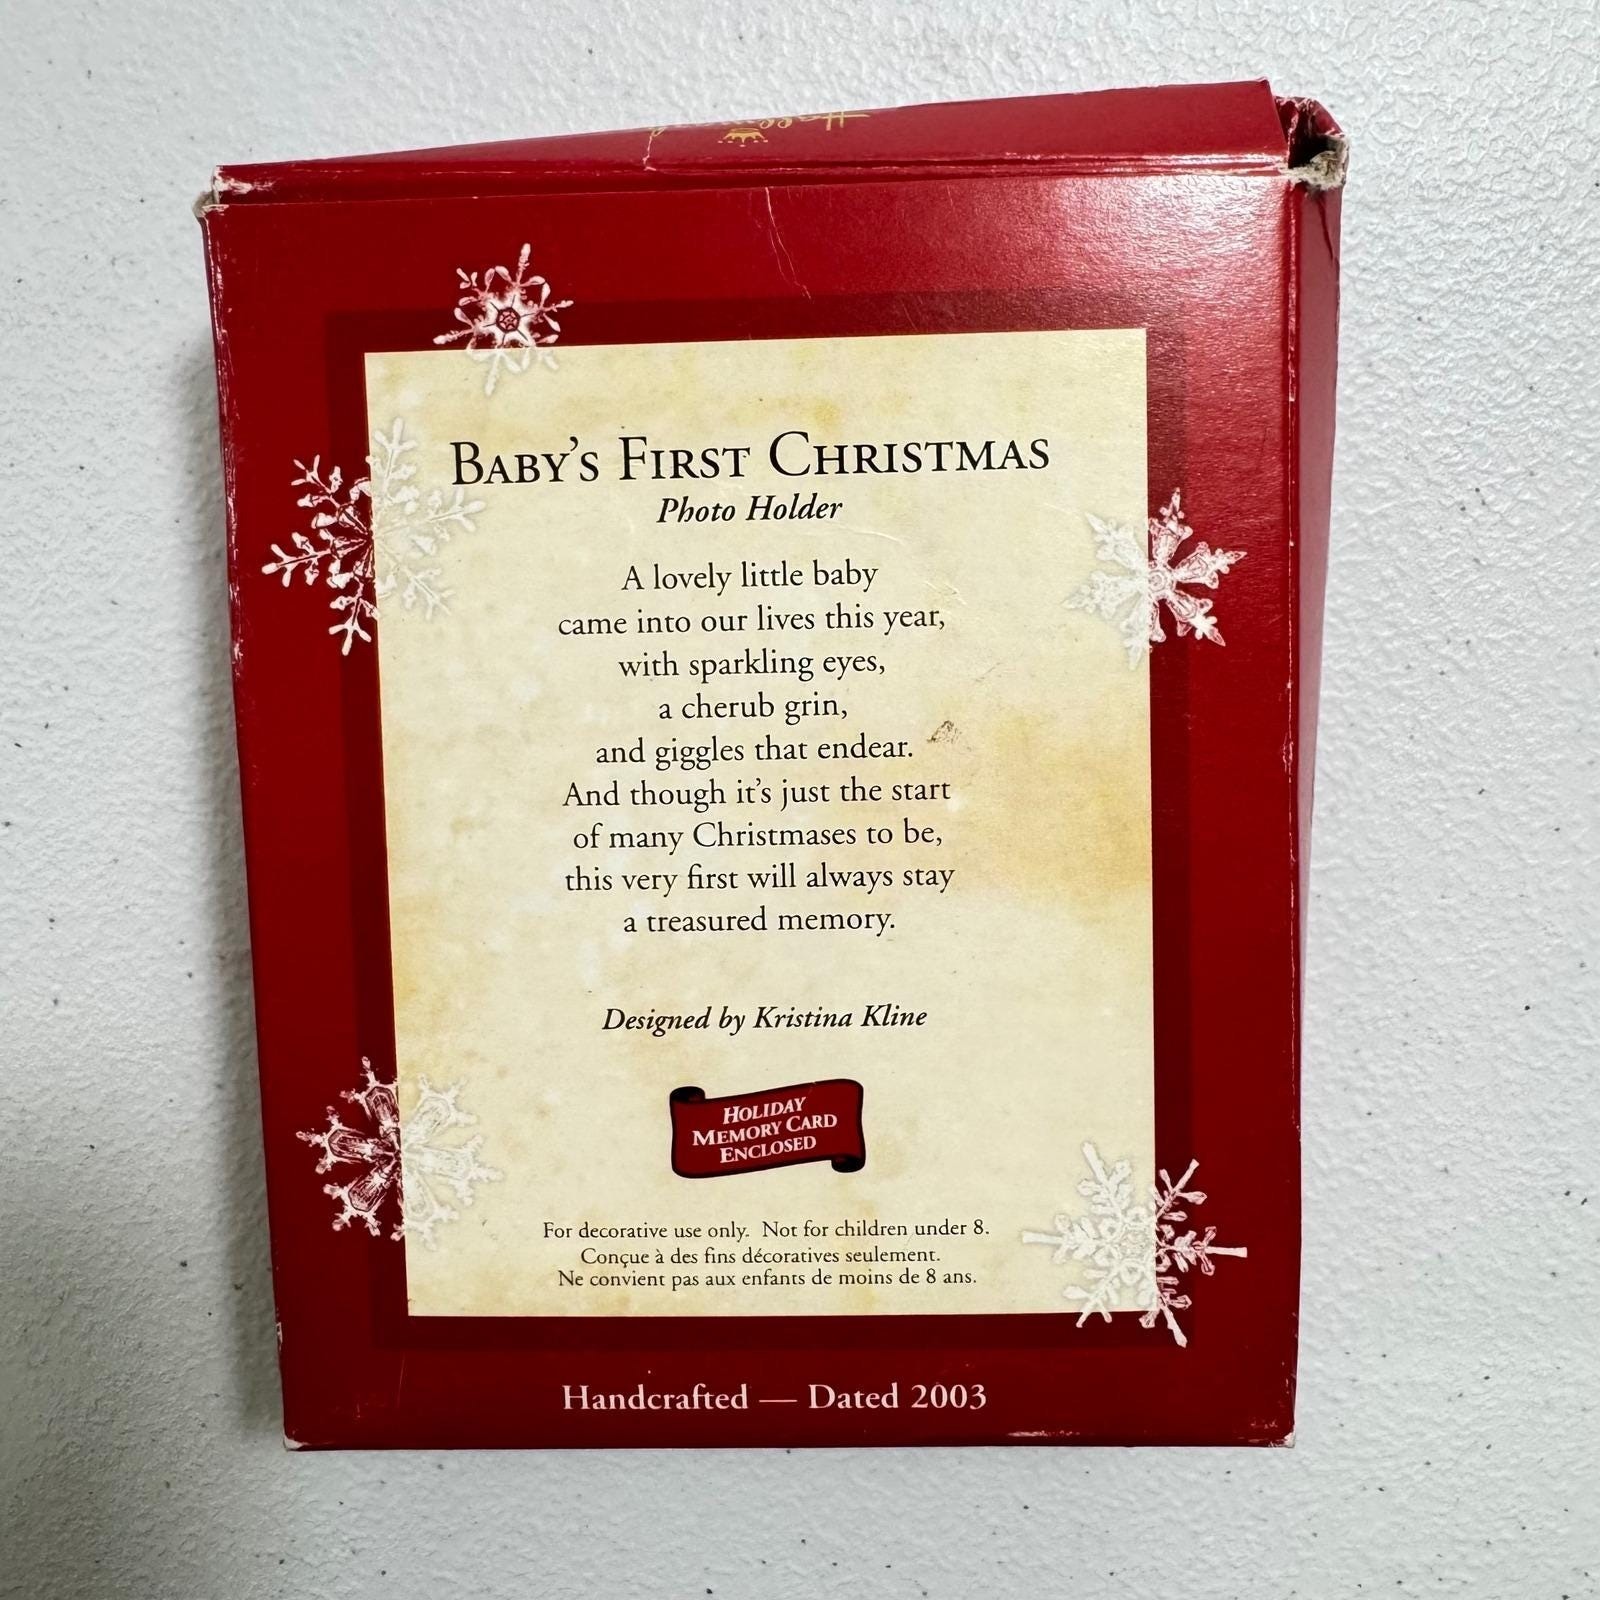 Hallmark
BABY'S FIRST CHRISTMAS
Photo Holder
A lovely little baby
came into our lives this year,
with sparkling eyes,
a cherub grin,
and giggles that endear.
And though it's just the start
of many Christmases to be,
this very first will always stay
a treasured memory.
Designed by Kristina Kline
HOLIDAY
MEMORY CARD
ENCLOSED
For decorative use only. Not for children under 8.
Conçue à des fins décoratives seulement.
Ne convient pas aux enfants de moins de 8 ans.
Handcrafted — Dated 2003